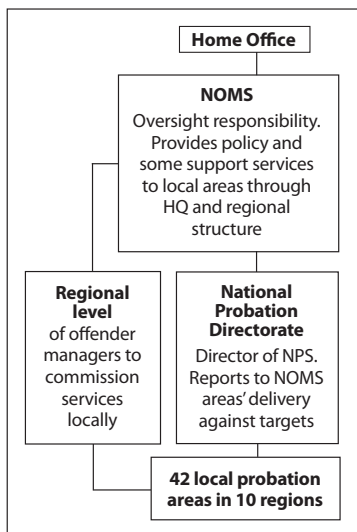 Home Office
NOMS
Oversight responsibility.
Provides policy and
some support services
to local areas through
HQ and regional
structure
Regional
level
of offender
managers to
commission
services
locally
National
Probation
Directorate
Director of NPS.
Reports to NOMS
areas’ delivery
against targets
42 local probation
areas in 10 regions